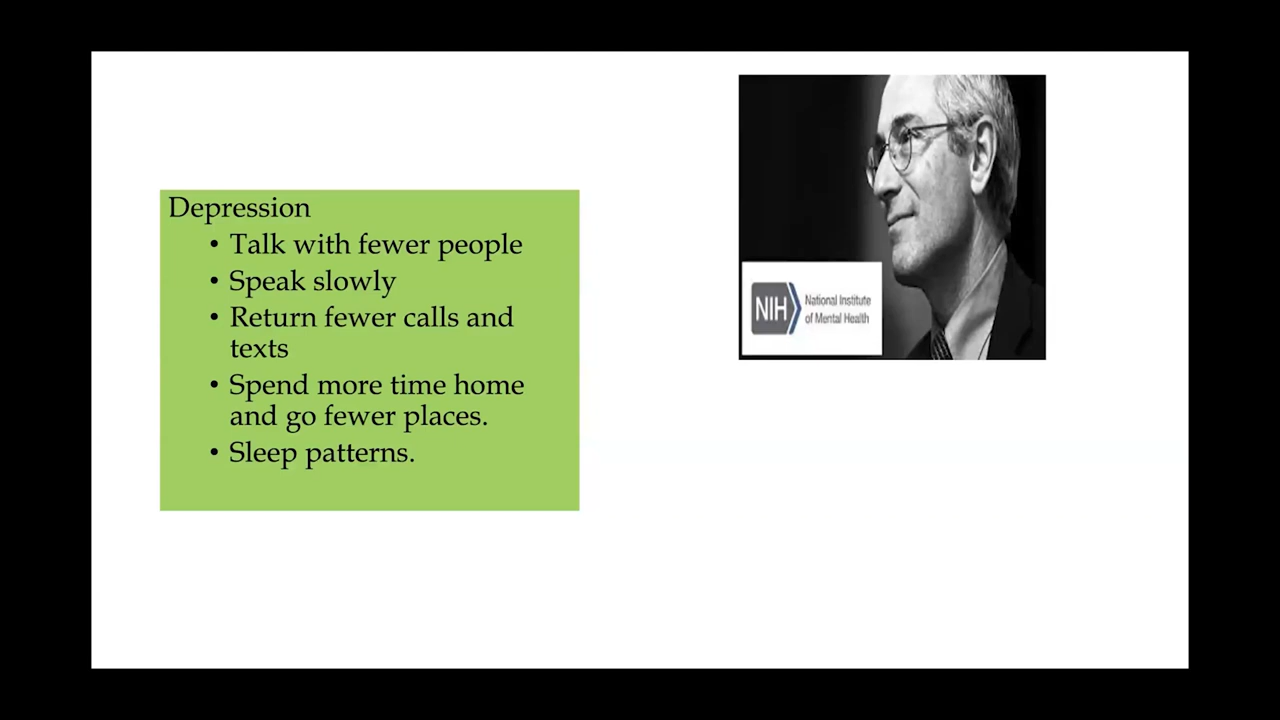 Depression
• Talk with fewer people
• Speak slowly
• Return fewer calls and
texts
• Spend more time home
and go fewer places.
• Sleep patterns.
NIH
National Institute
of Mental Health